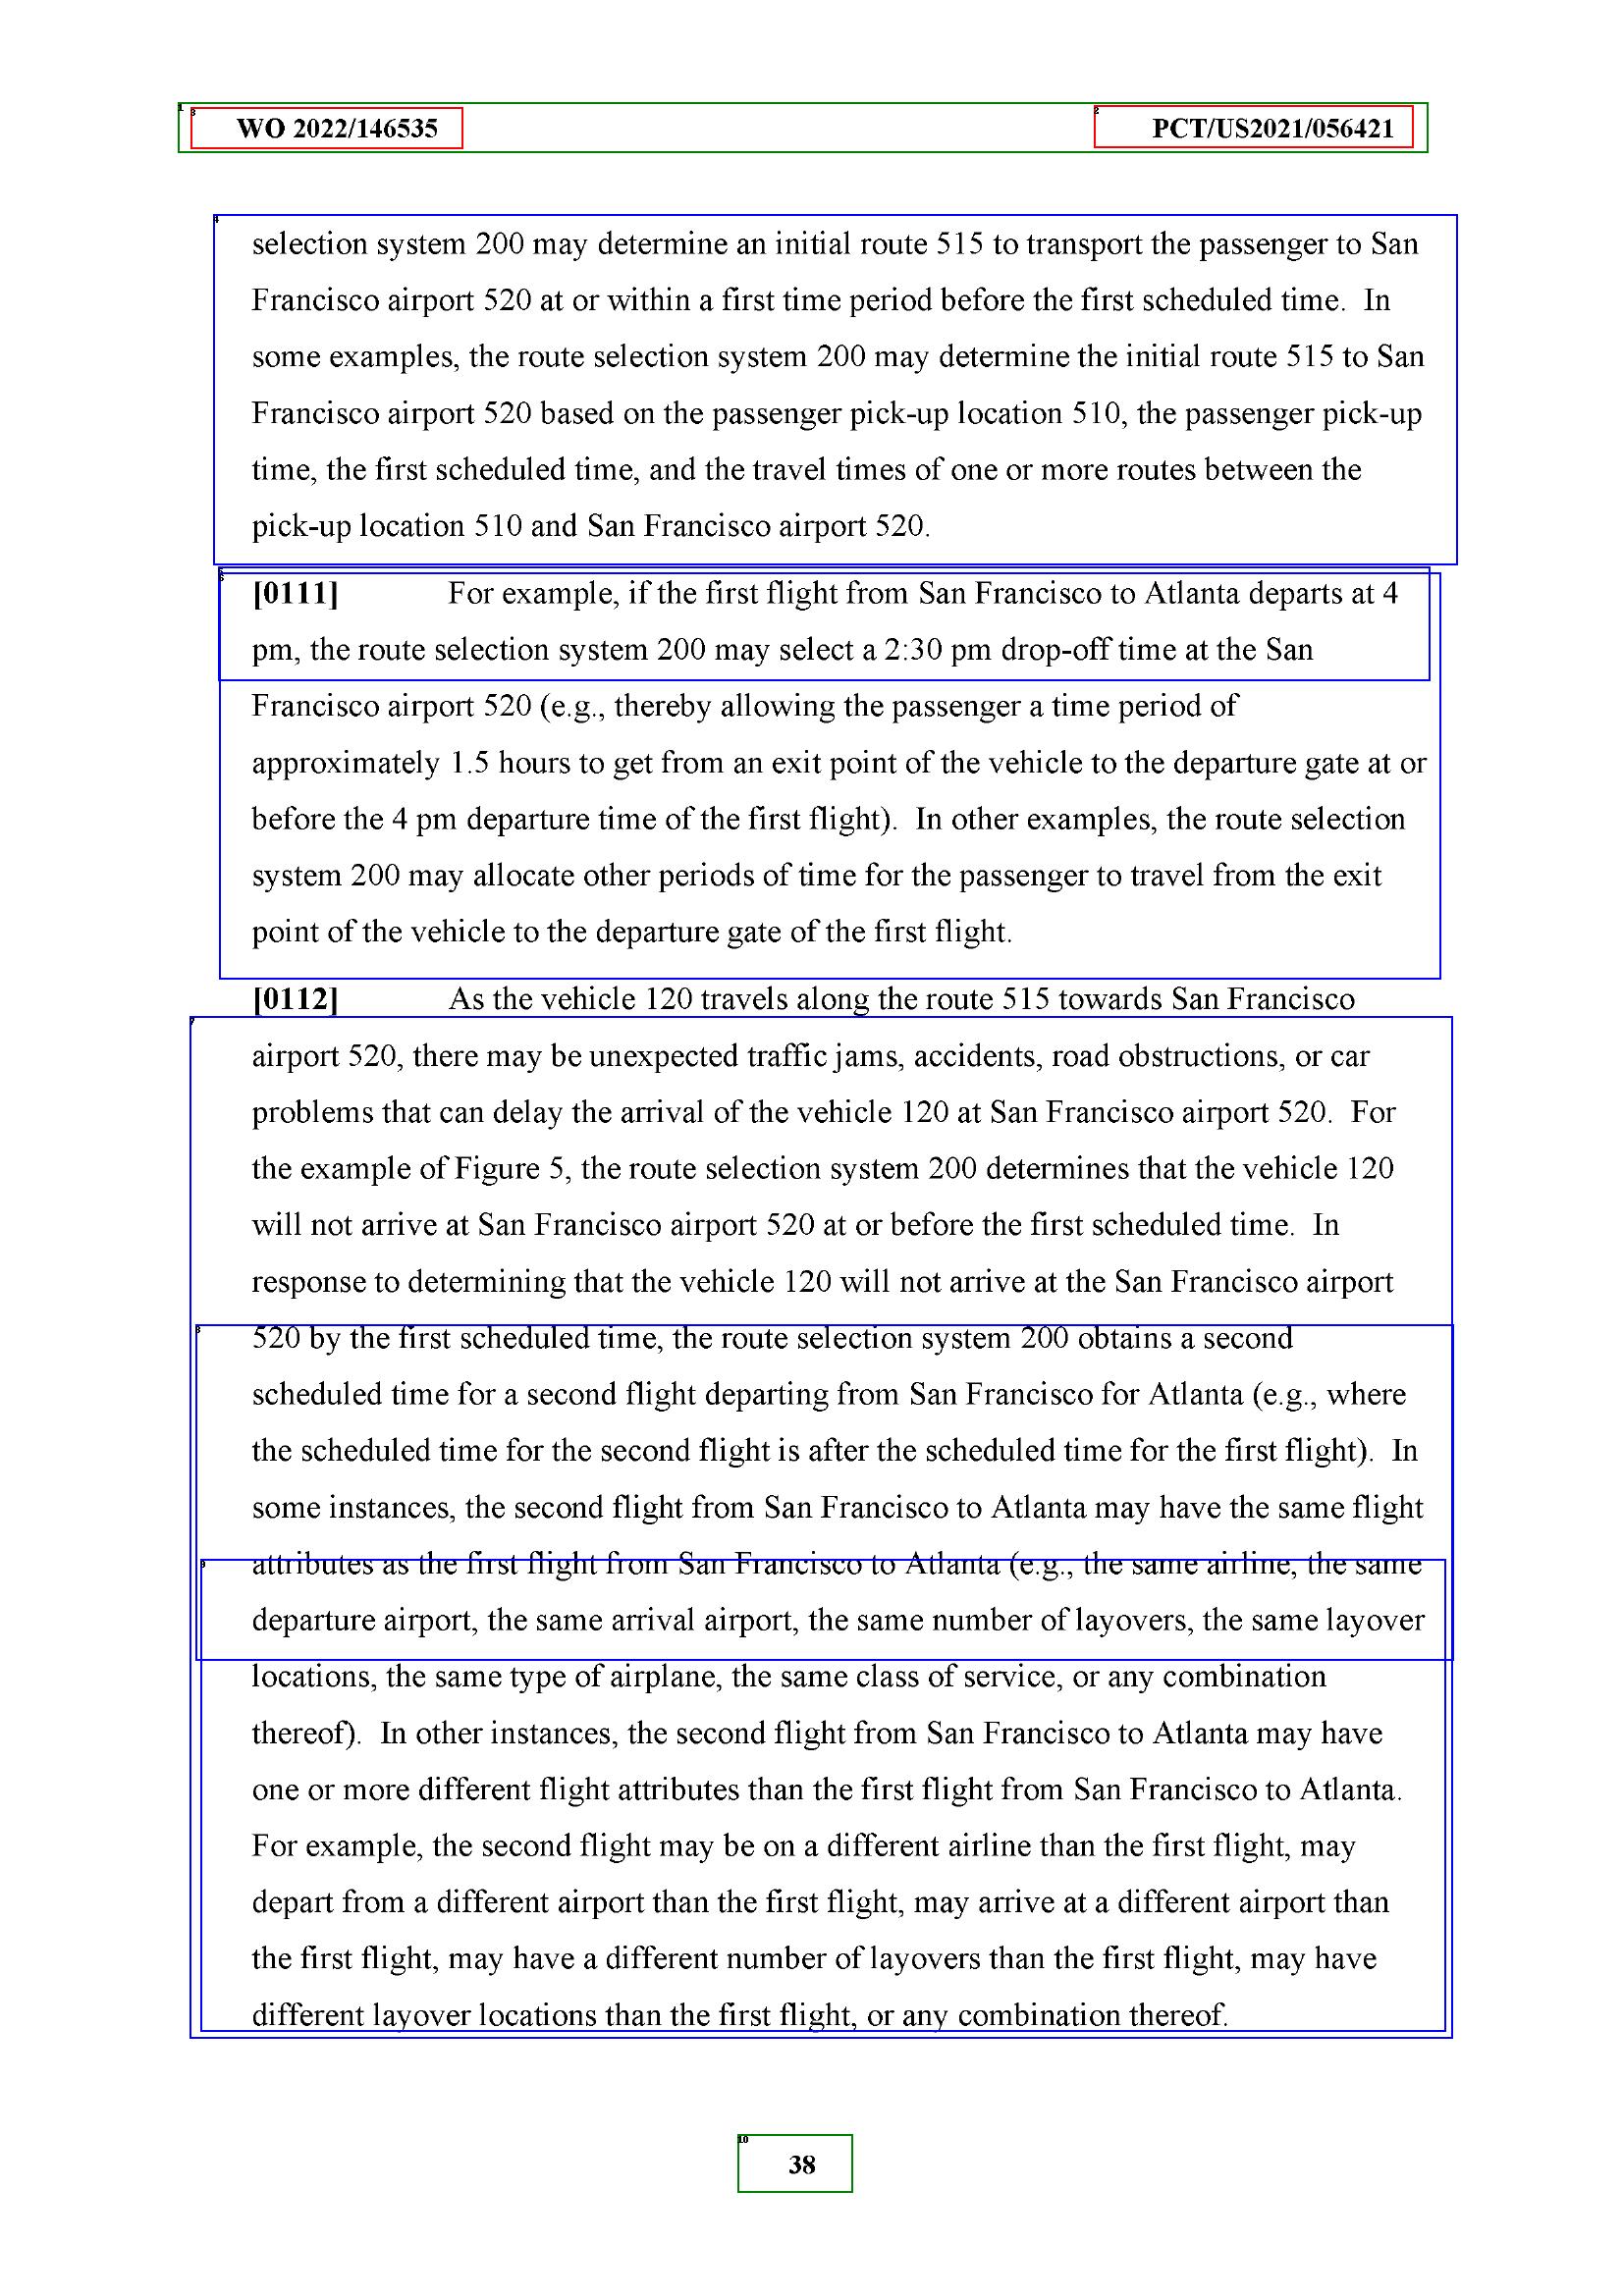 WO 2022/146535 PCT/US2021/056421
selection system 200 may determine an initial route 515 to transport the passenger to San
Francisco airport 520 at or within a first time period before the first scheduled time. In
some examples, the route selection system 200 may determine the initial route 515 to San
Francisco airport 520 based on the passenger pick-up location 510, the passenger pick-up
time, the first scheduled time, and the travel times of one or more routes between the
pick-up location 510 and San Francisco airport 520.
[0111] For example, if the first flight from San Francisco to Atlanta departs at 4
pm, the route selection system 200 may select a 2:30 pm drop-off time at the San
Francisco airport 520 (e.g., thereby allowing the passenger a time period of
approximately 1.5 hours to get from an exit point of the vehicle to the departure gate at or
before the 4 pm departure time of the first flight). In other examples, the route selection
system 200 may allocate other periods of time for the passenger to travel from the exit
point of the vehicle to the departure gate of the first flight.
[0112] As the vehicle 120 travels along the route 515 towards San Francisco
airport 520, there may be unexpected traffic jams, accidents, road obstructions, or car
problems that can delay the arrival of the vehicle 120 at San Francisco airport 520. For
the example of Figure 5, the route selection system 200 determines that the vehicle 120
will not arrive at San Francisco airport 520 at or before the first scheduled time. In
response to determining that the vehicle 120 will not arrive at the San Francisco airport
520 by the first scheduled time, the route selection system 200 obtains a second
scheduled time for a second flight departing from San Francisco for Atlanta (e.g., where
the scheduled time for the second flight is after the scheduled time for the first flight). In
some instances, the second flight from San Francisco to Atlanta may have the same flight
attributes as the first flight from San Francisco to Atlanta (e.g., the same airline, the same
departure airport, the same arrival airport, the same number of layovers, the same layover
locations, the same type of airplane, the same class of service, or any combination
thereof). In other instances, the second flight from San Francisco to Atlanta may have
one or more different flight attributes than the first flight from San Francisco to Atlanta.
For example, the second flight may be on a different airline than the first flight, may
depart from a different airport than the first flight, may arrive at a different airport than
the first flight, may have a different number of layovers than the first flight, may have
different layover locations than the first flight, or any combination thereof.
10
38